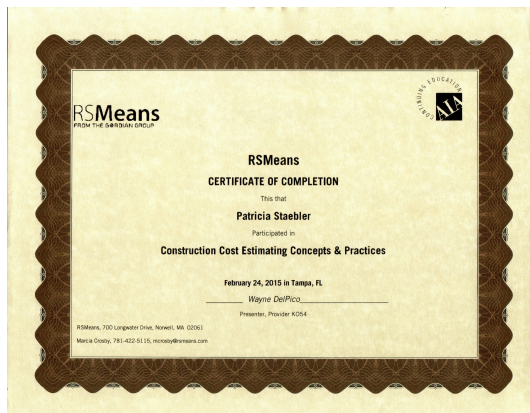 RSMeans
FROM THE GORDIAN GROUP
CONTINUING EDUCATION
AIA
RSMeans
CERTIFICATE OF COMPLETION
This that
Patricia Staebler
Participated in
Construction Cost Estimating Concepts & Practices
February 24, 2015 in Tampa, FL
Wayne DelPico
Presenter, Provider KO54
RSMeans, 700 Longwater Drive, Norwell, MA 02061
Marcia Crosby, 781-422-5115, mcrosby@rsmeans.com